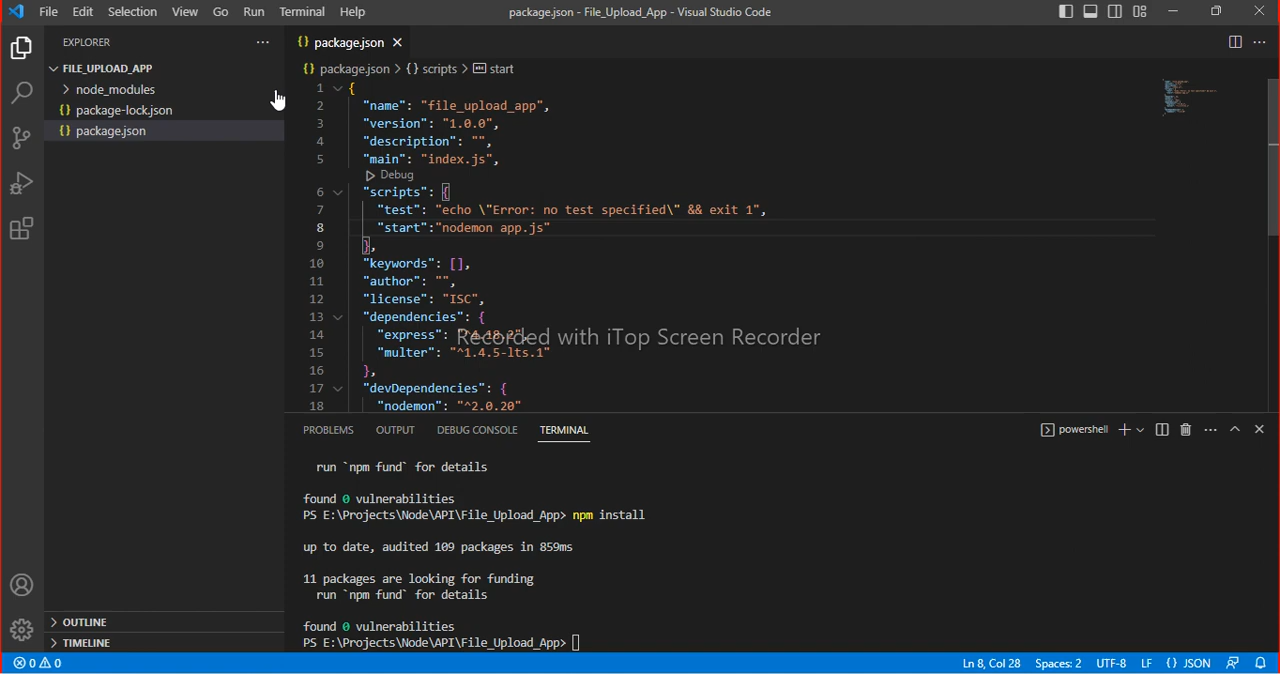 File Edit Selection View Go Run Terminal Help package.json - File_Upload_App - Visual Studio Code
EXPLORER ...
FILE_UPLOAD_APP
node_modules
package-lock.json
package.json
OUTLINE
TIMELINE
{} package.json
{} package.json > {} scripts > abc start
1 {
2 "name": "file_upload_app",
3 "version": "1.0.0",
4 "description": "",
5 "main": "index.js",
Debug
6 "scripts": {
7 "test": "echo \"Error: no test specified\" && exit 1",
8 "start":"nodemon app.js"
9 },
10 "keywords": [],
11 "author": "",
12 "license": "ISC",
13 "dependencies": {
14 "express": "^4.18.2",
Recorded with iTop Screen Recorder
15 "multer": "^1.4.5-lts.1"
16 },
17 "devDependencies": {
18 "nodemon": "^2.0.20"
PROBLEMS OUTPUT DEBUG CONSOLE TERMINAL powershell
run `npm fund` for details
found 0 vulnerabilities
PS E:\Projects\Node\API\File_Upload_App> npm install
up to date, audited 109 packages in 859ms
11 packages are looking for funding
run `npm fund` for details
found 0 vulnerabilities
PS E:\Projects\Node\API\File_Upload_App>
0 0 Ln 8, Col 28 Spaces: 2 UTF-8 LF {} JSON